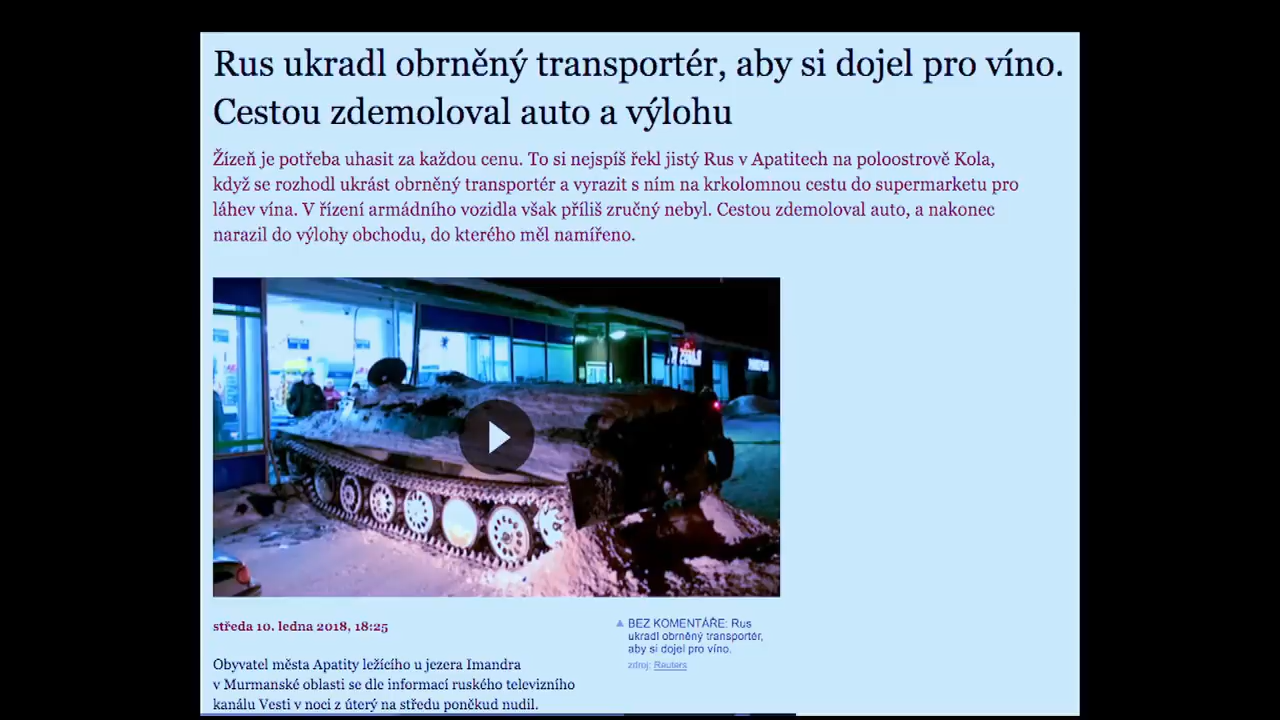 Rus ukradl obrněný transportér, aby si dojel pro víno.
Cestou zdemoloval auto a výlohu
Žízeň je potřeba uhasit za každou cenu. To si nejspíš řekl jistý Rus v Apatitech na poloostrově Kola,
když se rozhodl ukrást obrněný transportér a vyrazit s ním na krkolomnou cestu do supermarketu pro
láhev vína. V řízení armádního vozidla však příliš zručný nebyl. Cestou zdemoloval auto, a nakonec
narazil do výlohy obchodu, do kterého měl namířeno.
středa 10. ledna 2018, 18:25
BEZ KOMENTÁŘE: Rus
ukradl obrněný transportér,
aby si dojel pro víno.
zdroj: Reuters
Obyvatel města Apatity ležícího u jezera Imandra
v Murmanské oblasti se dle informací ruského televizního
kanálu Vesti v noci z úterý na středu poněkud nudil.